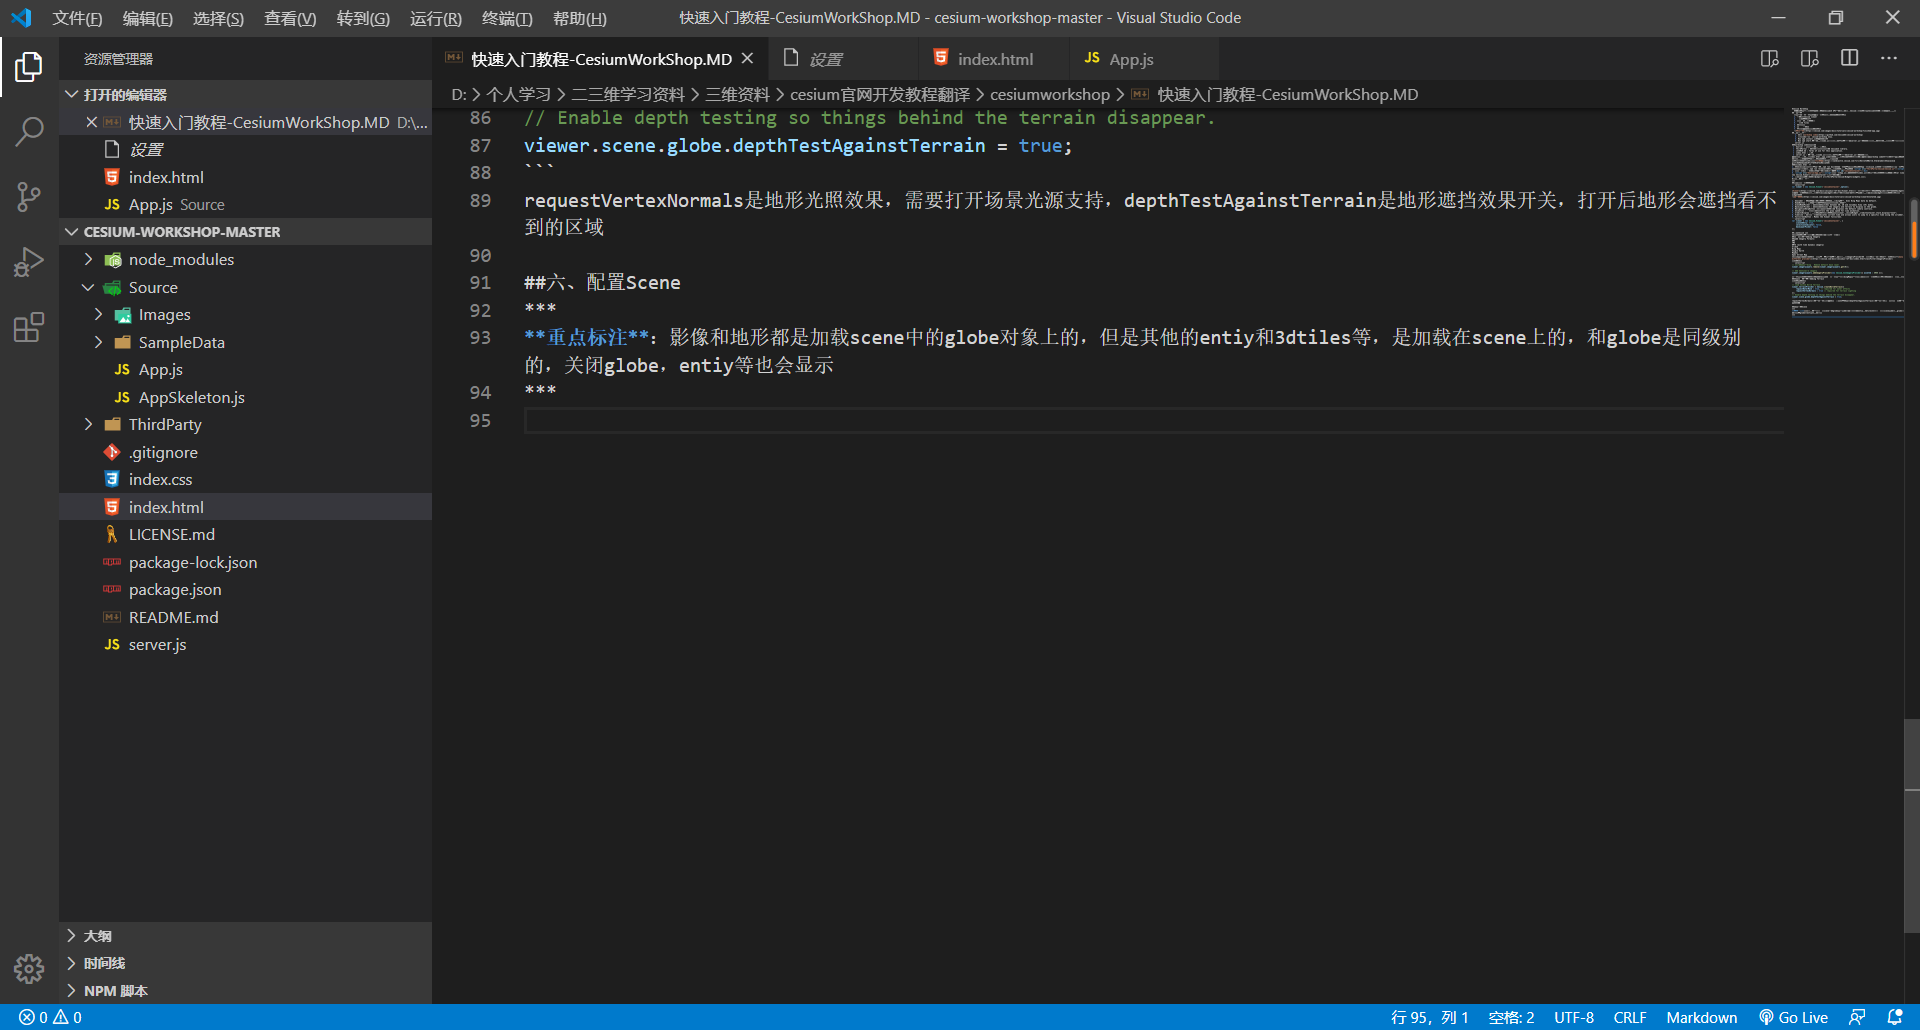 文件(F) 编辑(E) 选择(S) 查看(V) 转到(G) 运行(R) 终端(T) 帮助(H) 快速入门教程-CesiumWorkShop.MD - cesium-workshop-master - Visual Studio Code
资源管理器
打开的编辑器
快速入门教程-CesiumWorkShop.MD D:\...
设置
index.html
App.js Source
CESIUM-WORKSHOP-MASTER
node_modules
Source
Images
SampleData
App.js
AppSkeleton.js
ThirdParty
.gitignore
index.css
index.html
LICENSE.md
package-lock.json
package.json
README.md
server.js
大纲
时间线
NPM 脚本
快速入门教程-CesiumWorkShop.MD 设置 index.html JS App.js
D: > 个人学习 > 二三维学习资料 > 三维资料 > cesium官网开发教程翻译 > cesiumworkshop > 快速入门教程-CesiumWorkShop.MD
86 // Enable depth testing so things behind the terrain disappear.
87 viewer.scene.globe.depthTestAgainstTerrain = true;
88 ```
89 requestVertexNormals是地形光照效果，需要打开场景光源支持，depthTestAgainstTerrain是地形遮挡效果开关，打开后地形会遮挡看不
到的区域
90
91 ##六、配置Scene
92 ***
93 **重点标注**：影像和地形都是加载scene中的globe对象上的，但是其他的entiy和3dtiles等，是加载在scene上的，和globe是同级别
的，关闭globe，entiy等也会显示
94 ***
95
0 0 行 95，列 1 空格: 2 UTF-8 CRLF Markdown Go Live